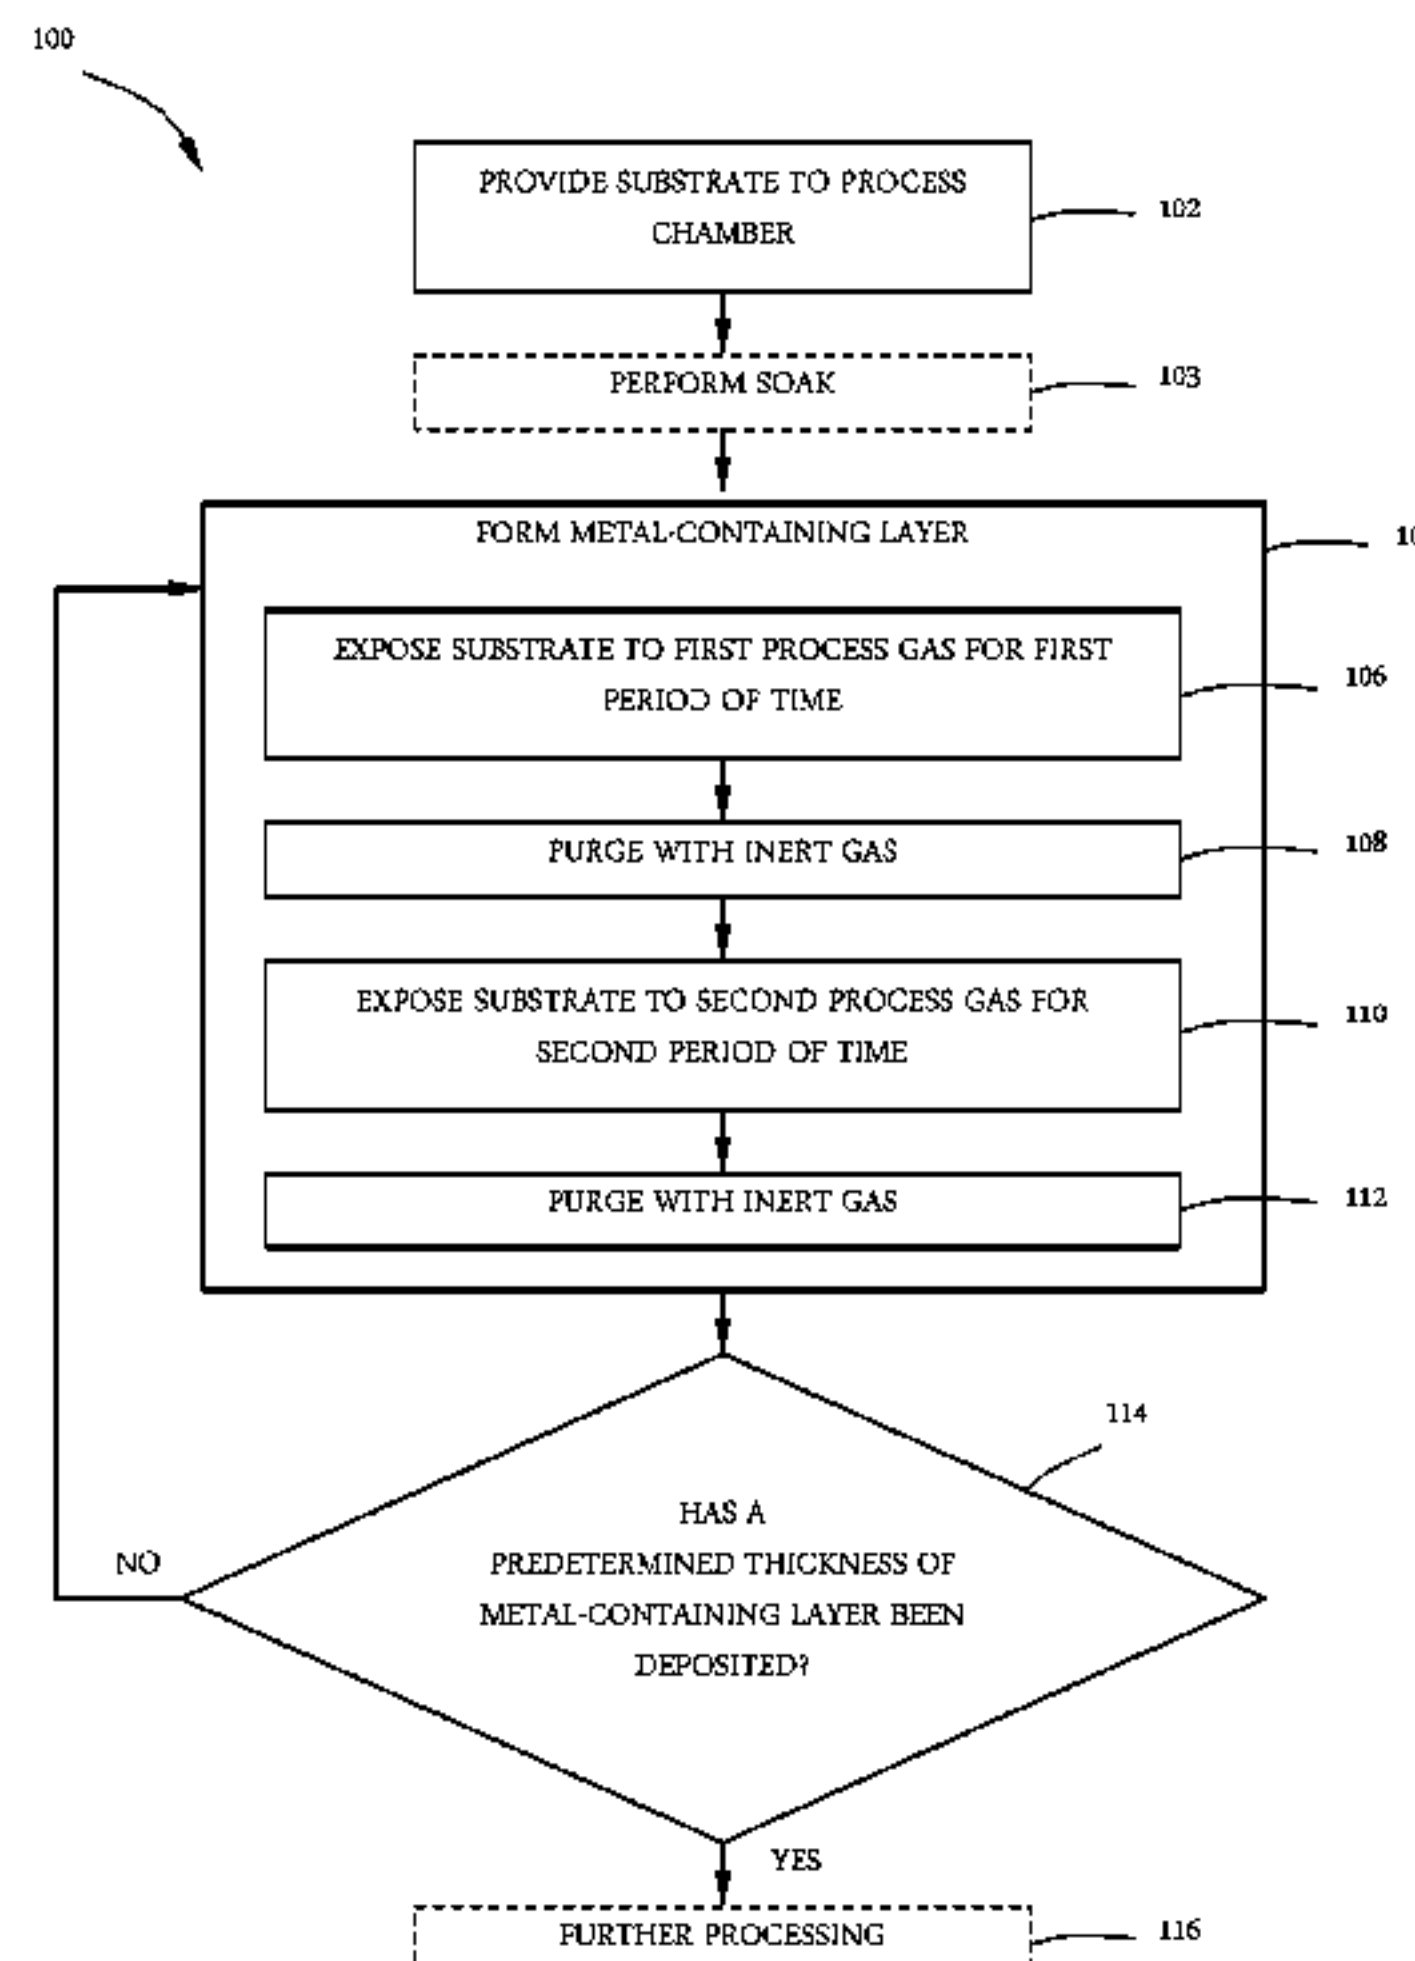 100
PROVIDE SUBSTRATE TO PROCESS
CHAMBER
102
PERFORM SOAK
103
FORM METAL-CONTAINING LAYER
EXPOSE SUBSTRATE TO FIRST PROCESS GAS FOR FIRST
PERIOD OF TIME
106
PURGE WITH INERT GAS
108
EXPOSE SUBSTRATE TO SECOND PROCESS GAS FOR
SECOND PERIOD OF TIME
110
PURGE WITH INERT GAS
112
114
HAS A
PREDETERMINED THICKNESS OF
METAL-CONTAINING LAYER BEEN
DEPOSITED?
NO
YES
FURTHER PROCESSING
116